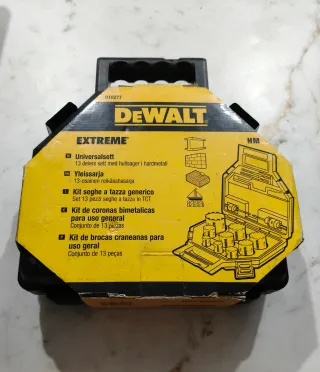 DEWALT
EXTREME
HM
Universalsett
13 delers sett med hullsager i hardmetall
Yleissarja
13-osainen reikäsahasarja
Kit seghe a tazza generico
Set 13 pezzi seghe a tazza in TCT
Kit de coronas bimetalicas
para uso general
Conjunto de 13 piezas
Kit de brocas craneanas para
uso geral
Conjunto de 13 peças